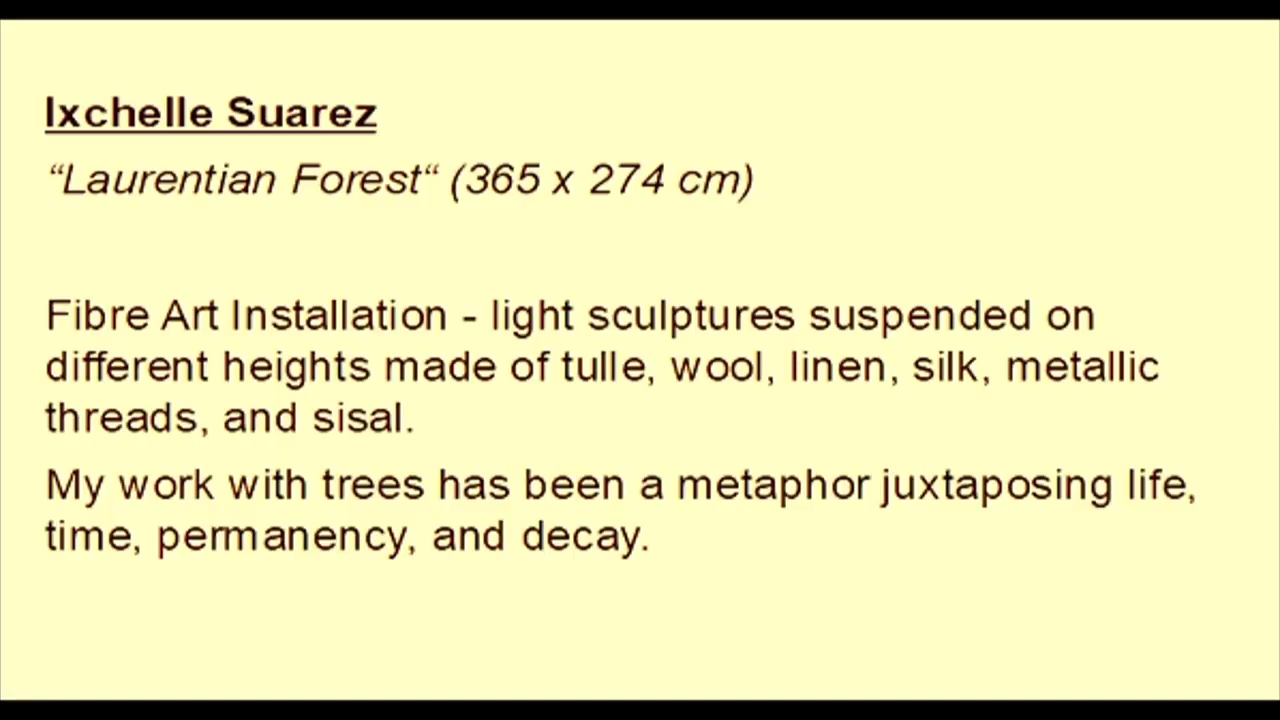 Ixchelle Suarez
“Laurentian Forest“ (365 x 274 cm)
Fibre Art Installation - light sculptures suspended on
different heights made of tulle, wool, linen, silk, metallic
threads, and sisal.
My work with trees has been a metaphor juxtaposing life,
time, permanency, and decay.